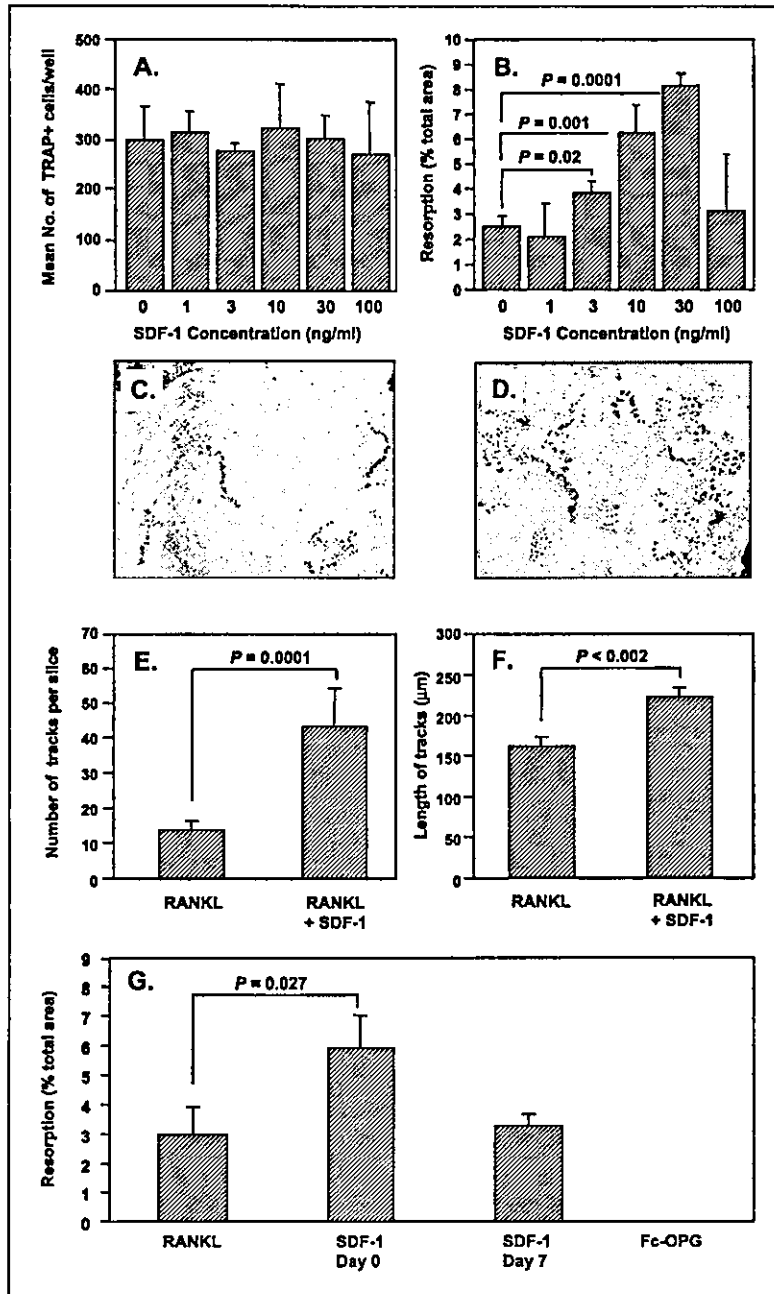 A.
Mean No. of TRAP+ cells/well
500
400
300
200
100
0
0 1 3 10 30 100
SDF-1 Concentration (ng/ml)
B.
Resorption (% total area)
10
9
8
7
6
5
4
3
2
1
0
P = 0.0001
P = 0.001
P = 0.02
0 1 3 10 30 100
SDF-1 Concentration (ng/ml)
C.
D.
E.
Number of tracks per slice
70
60
50
40
30
20
10
0
P = 0.0001
RANKL
RANKL
+ SDF-1
F.
Length of tracks (µm)
300
250
200
150
100
50
0
P < 0.002
RANKL
RANKL
+ SDF-1
G.
Resorption (% total area)
9
8
7
6
5
4
3
2
1
0
P = 0.027
RANKL
SDF-1
Day 0
SDF-1
Day 7
Fc-OPG